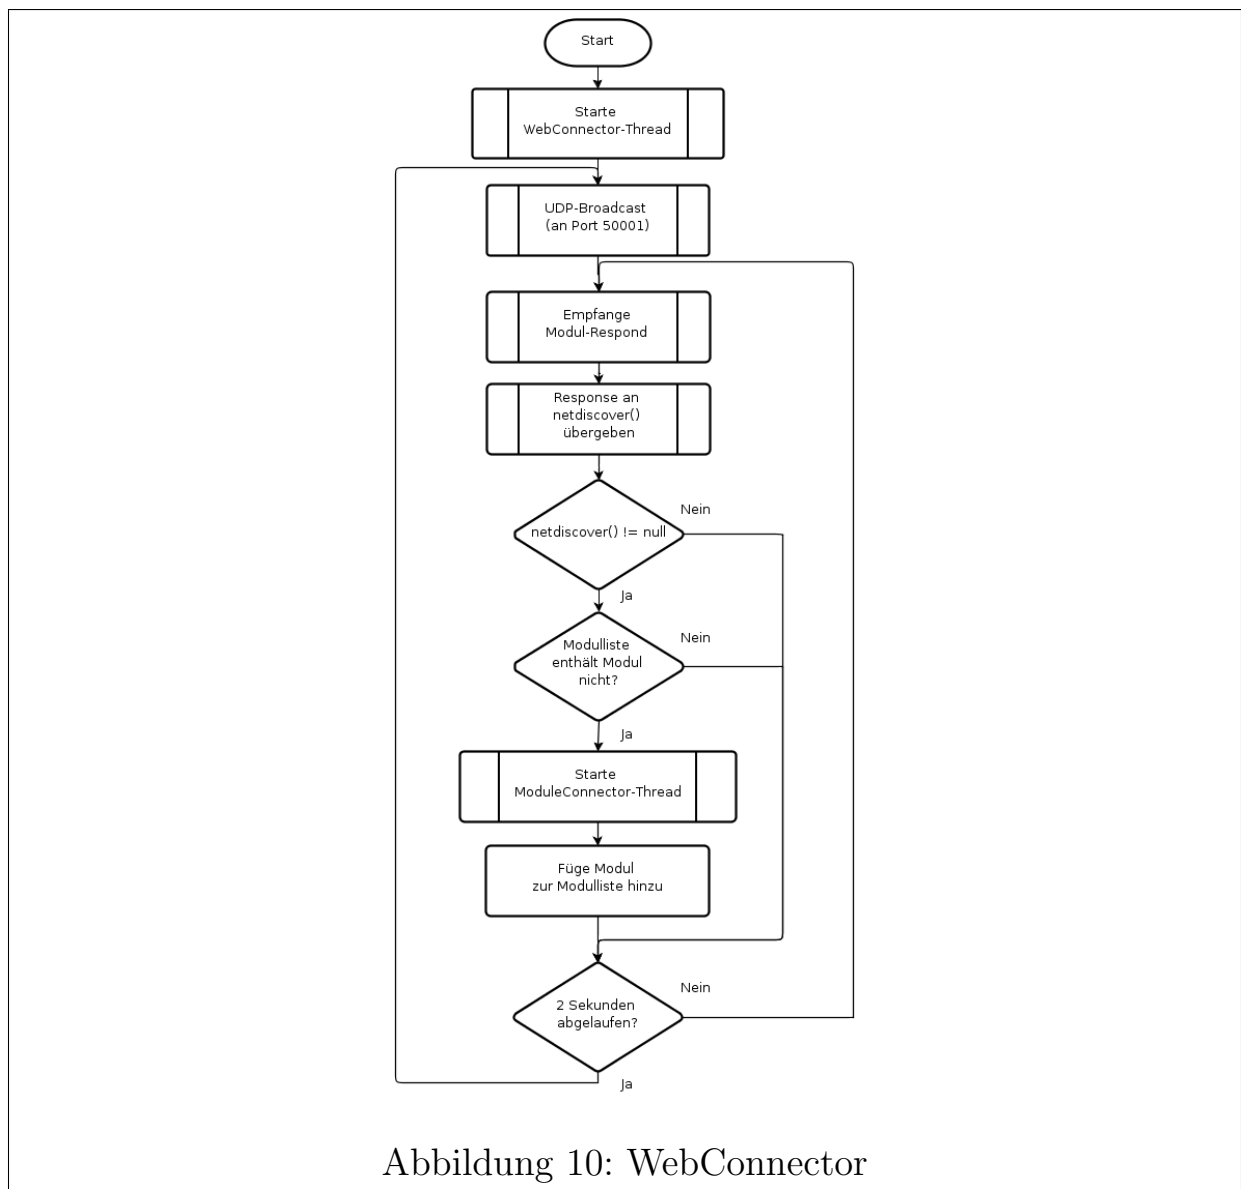 Start
Starte
WebConnector-Thread
UDP-Broadcast
(an Port 50001)
Empfange
Modul-Respond
Response an
netdiscover()
übergeben
netdiscover() != null
Nein
Ja
Modulliste
enthält Modul
nicht?
Nein
Ja
Starte
ModuleConnector-Thread
Füge Modul
zur Modulliste hinzu
2 Sekunden
abgelaufen?
Nein
Ja
Abbildung 10: WebConnector